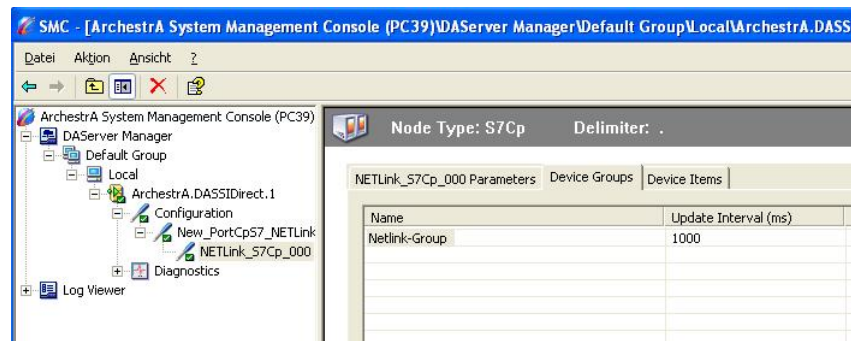 SMC - [ArchestrA System Management Console (PC39)\DAServer Manager\Default Group\Local\ArchestrA.DASS
Datei Aktion Ansicht ?
ArchestrA System Management Console (PC39)
DAServer Manager
Default Group
Local
ArchestrA.DASSIDirect.1
Configuration
New_PortCpS7_NETLink
NETLink_S7Cp_000
Diagnostics
Log Viewer
Node Type: S7Cp Delimiter: .
NETLink_S7Cp_000 Parameters Device Groups Device Items
Name Update Interval (ms)
Netlink-Group 1000